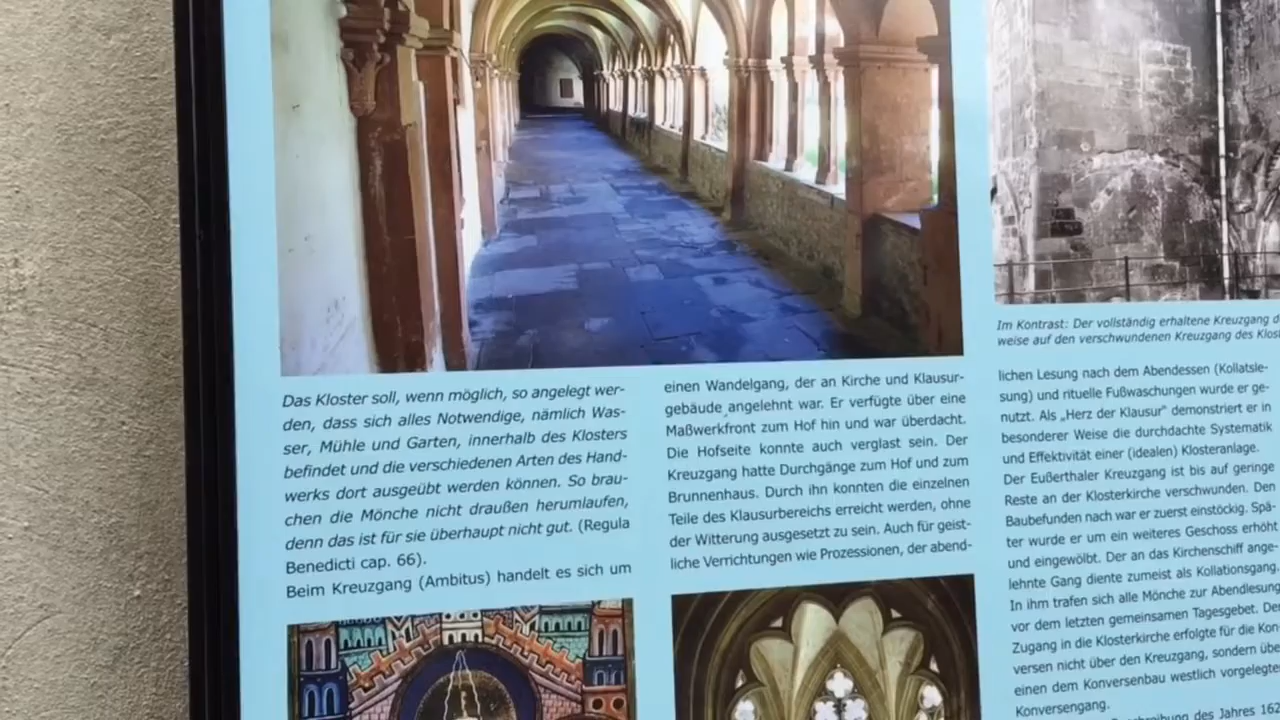 Das Kloster soll, wenn möglich, so angelegt wer-
den, dass sich alles Notwendige, nämlich Was-
ser, Mühle und Garten, innerhalb des Klosters
befindet und die verschiedenen Arten des Hand-
werks dort ausgeübt werden können. So brau-
chen die Mönche nicht draußen herumlaufen,
denn das ist für sie überhaupt nicht gut. (Regula
Benedicti cap. 66).
Beim Kreuzgang (Ambitus) handelt es sich um
einen Wandelgang, der an Kirche und Klausur-
gebäude angelehnt war. Er verfügte über eine
Maßwerkfront zum Hof hin und war überdacht.
Die Hofseite konnte auch verglast sein. Der
Kreuzgang hatte Durchgänge zum Hof und zum
Brunnenhaus. Durch ihn konnten die einzelnen
Teile des Klausurbereichs erreicht werden, ohne
der Witterung ausgesetzt zu sein. Auch für geist-
liche Verrichtungen wie Prozessionen, der abend-
Im Kontrast: Der vollständig erhaltene Kreuzgang
weise auf den verschwundenen Kreuzgang des
lichen Lesung nach dem Abendessen (Kollatsle-
sung) und rituelle Fußwaschungen wurde er ge-
nutzt. Als „Herz der Klausur“ demonstriert er in
besonderer Weise die durchdachte Systematik
und Effektivität einer (idealen) Klosteranlage.
Der Eußerthaler Kreuzgang ist bis auf geringe
Reste an der Klosterkirche verschwunden. Den
Baubefunden nach war er zuerst einstöckig. Spä-
ter wurde er um ein weiteres Geschoss erhöht
und eingewölbt. Der an das Kirchenschiff ange-
lehnte Gang diente zumeist als Kollationsgang.
In ihm trafen sich alle Mönche zur Abendlesung
vor dem letzten gemeinsamen Tagesgebet. Der
Zugang in die Klosterkirche erfolgte für die Kon-
versen nicht über den Kreuzgang, sondern über
einen dem Konversenbau westlich vorgelegten
Konversengang.
des Jahres